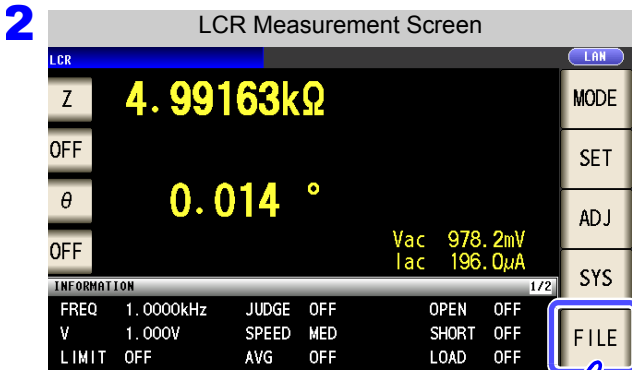 2
LCR Measurement Screen
LCR
LAN
Z
4.99163kΩ
MODE
OFF
SET
θ
0.014 °
ADJ
OFF
Vac 978.2mV
Iac 196.0μA
SYS
INFORMATION 1/2
FREQ 1.0000kHz JUDGE OFF OPEN OFF
V 1.000V SPEED MED SHORT OFF
LIMIT OFF AVG OFF LOAD OFF
FILE